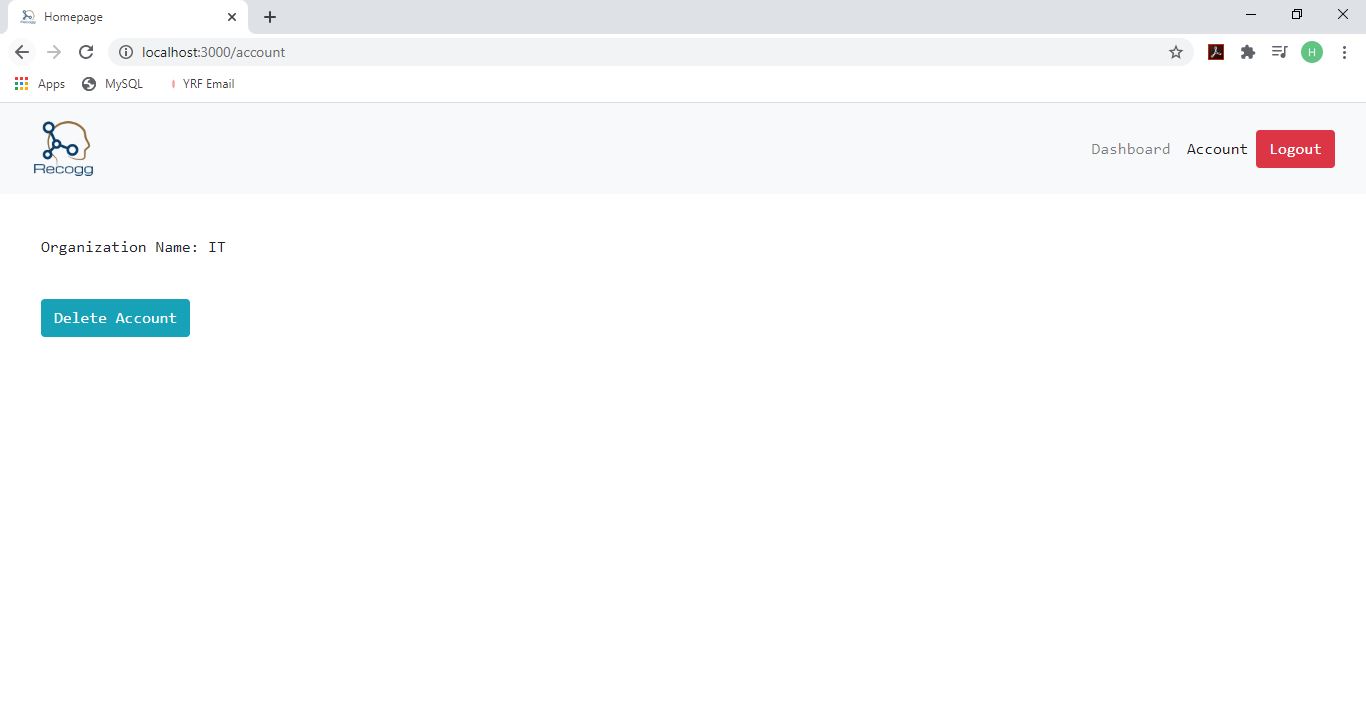 Homepage
localhost:3000/account
H
Apps MySQL YRF Email
Recogg
Dashboard Account Logout
Organization Name: IT
Delete Account